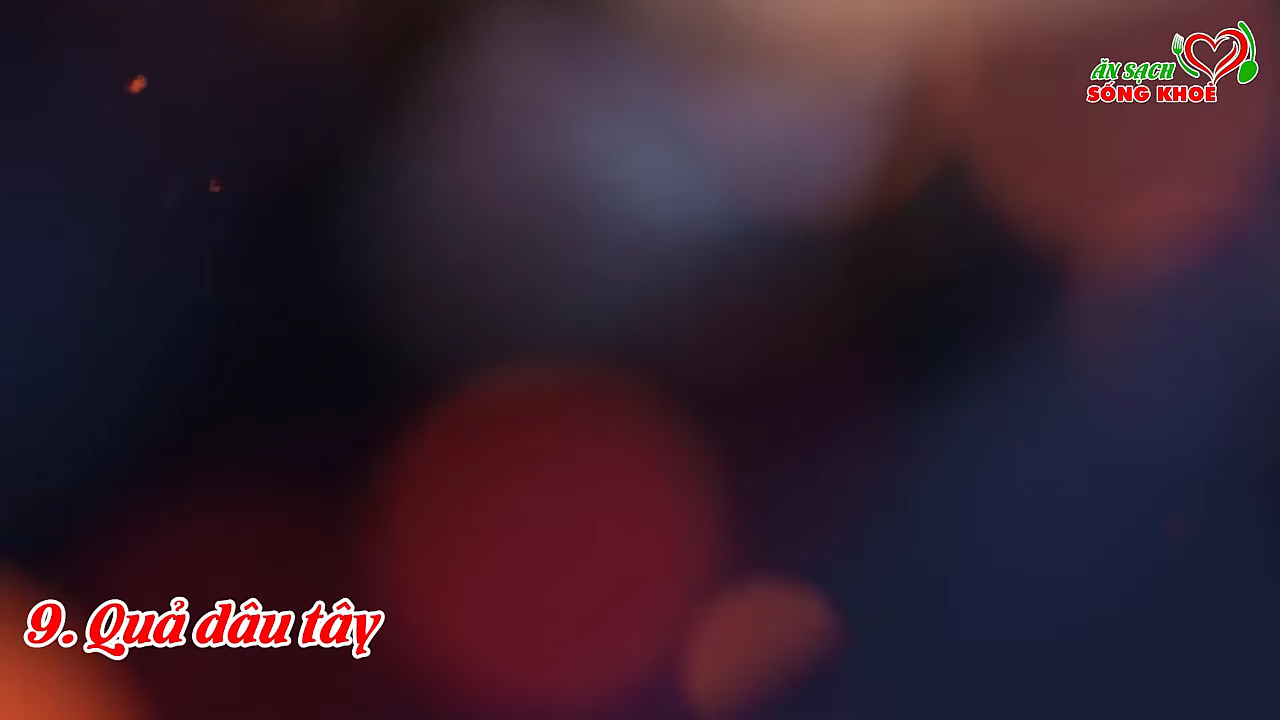 ĂN SẠCH
SỐNG KHOẺ
9. Quả dâu tây